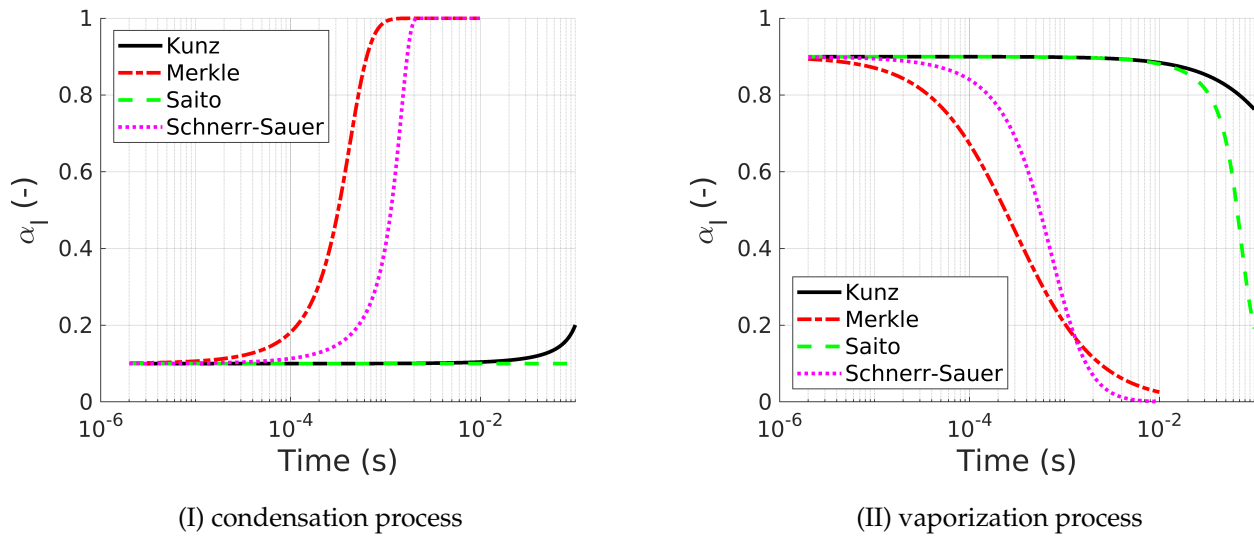 1
0.8
0.6
0.4
0.2
0
α_l (-)
Kunz
Merkle
Saito
Schnerr-Sauer
10^-6
10^-4
10^-2
Time (s)
(I) condensation process
1
0.8
0.6
0.4
0.2
0
α_l (-)
Kunz
Merkle
Saito
Schnerr-Sauer
10^-6
10^-4
10^-2
Time (s)
(II) vaporization process